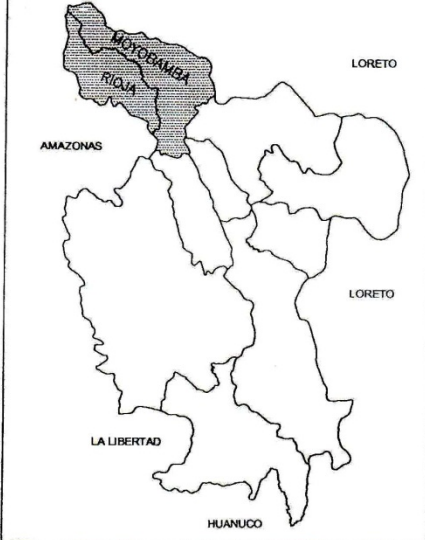 MOYOBAMBA
LORETO
RIOJA
AMAZONAS
LORETO
LA LIBERTAD
HUANUCO